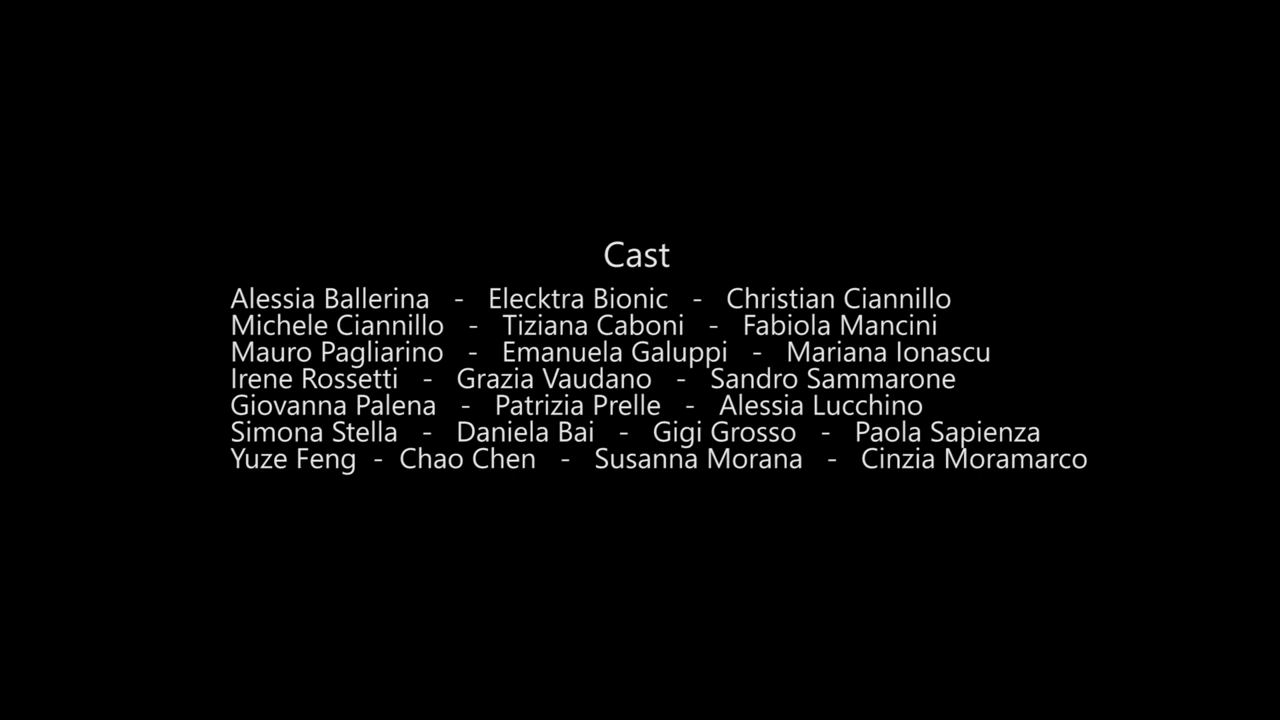 Cast
Alessia Ballerina - Elecktra Bionic - Christian Ciannillo
Michele Ciannillo - Tiziana Caboni - Fabiola Mancini
Mauro Pagliarino - Emanuela Galuppi - Mariana Ionascu
Irene Rossetti - Grazia Vaudano - Sandro Sammarone
Giovanna Palena - Patrizia Prelle - Alessia Lucchino
Simona Stella - Daniela Bai - Gigi Grosso - Paola Sapienza
Yuze Feng - Chao Chen - Susanna Morana - Cinzia Moramarco